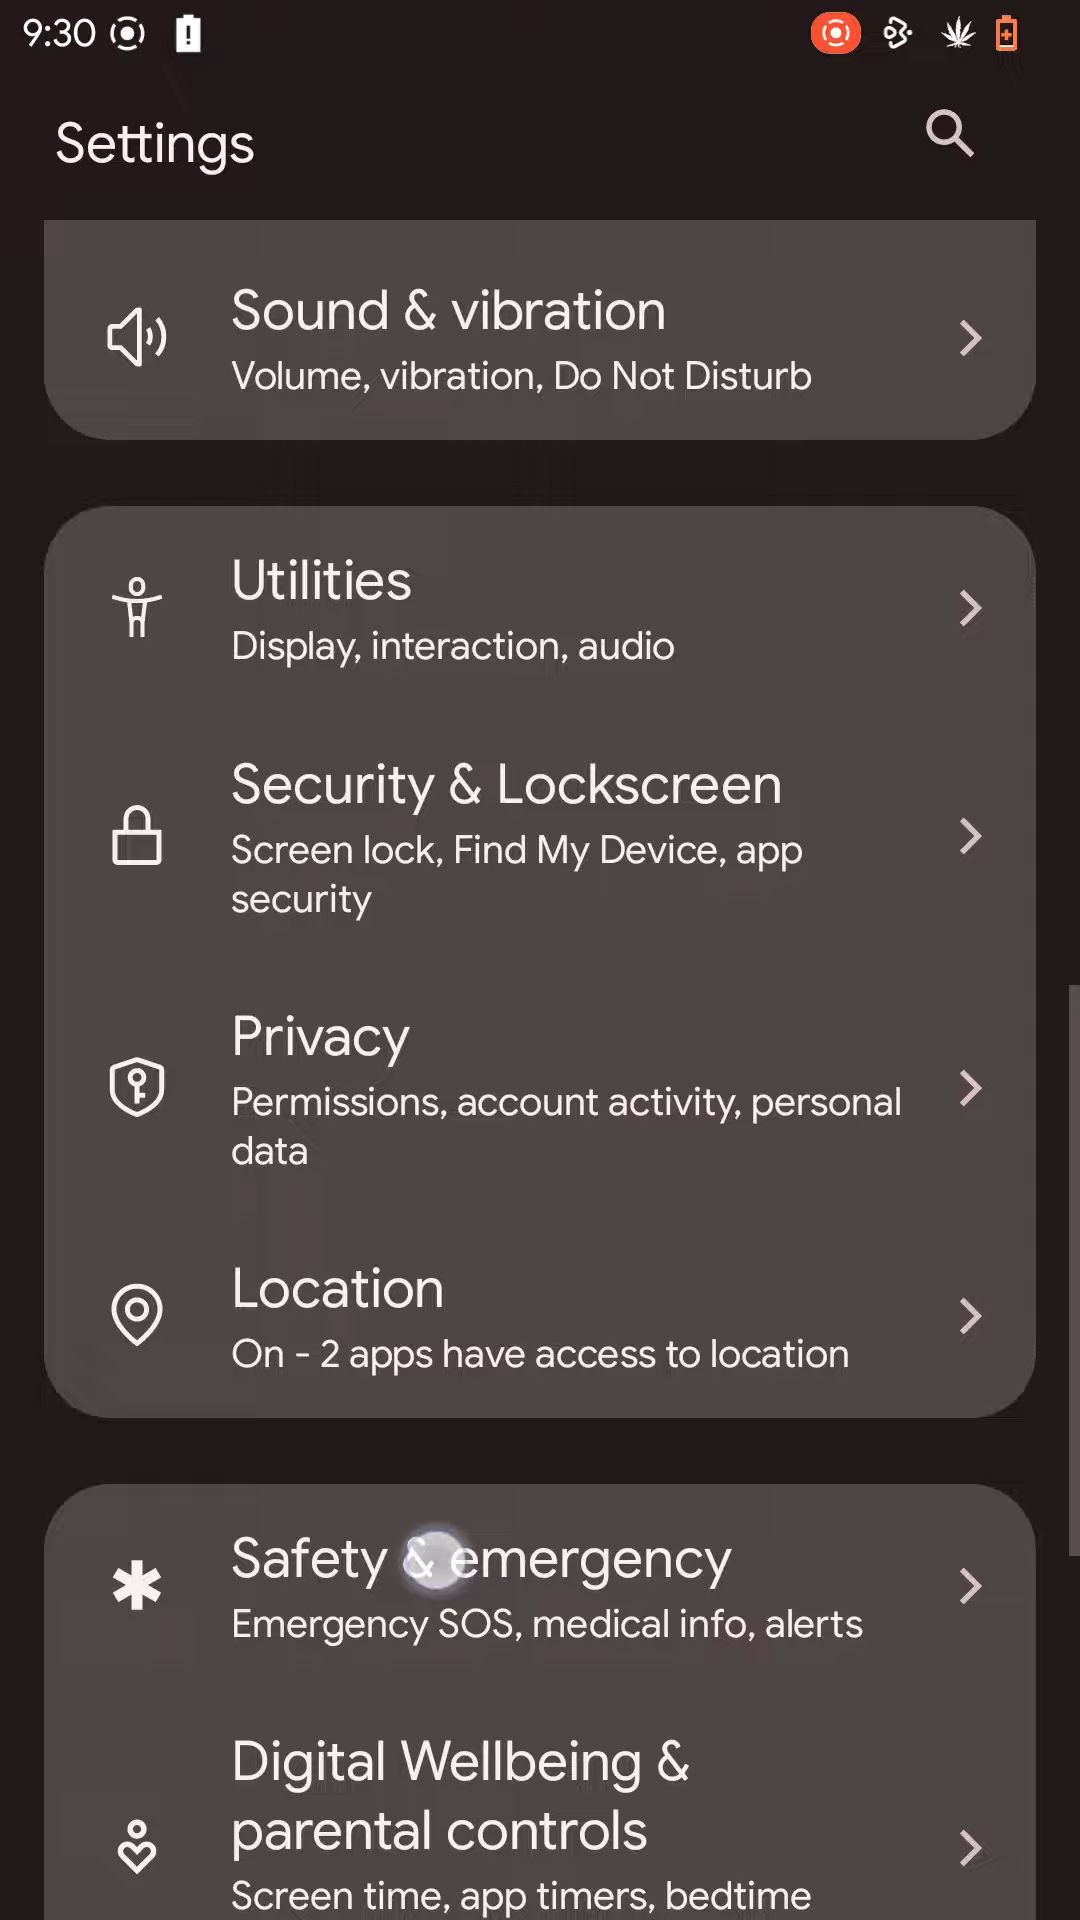 9:30
Settings
Sound & vibration
Volume, vibration, Do Not Disturb
Utilities
Display, interaction, audio
Security & Lockscreen
Screen lock, Find My Device, app
security
Privacy
Permissions, account activity, personal
data
Location
On - 2 apps have access to location
Safety & emergency
Emergency SOS, medical info, alerts
Digital Wellbeing &
parental controls
Screen time, app timers, bedtime